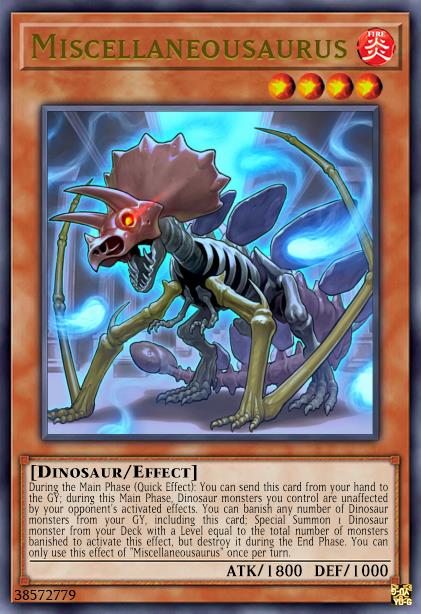 MISCELLANEOUSAURUS
FIRE
炎
[DINOSAUR/EFFECT]
During the Main Phase (Quick Effect): You can send this card from your hand to
the GY; during this Main Phase, Dinosaur monsters you control are unaffected
by your opponent's activated effects. You can banish any number of Dinosaur
monsters from your GY, including this card; Special Summon 1 Dinosaur
monster from your Deck with a Level equal to the total number of monsters
banished to activate this effect, but destroy it during the End Phase. You can
only use this effect of "Miscellaneousaurus" once per turn.
ATK/1800 DEF/1000
38572779